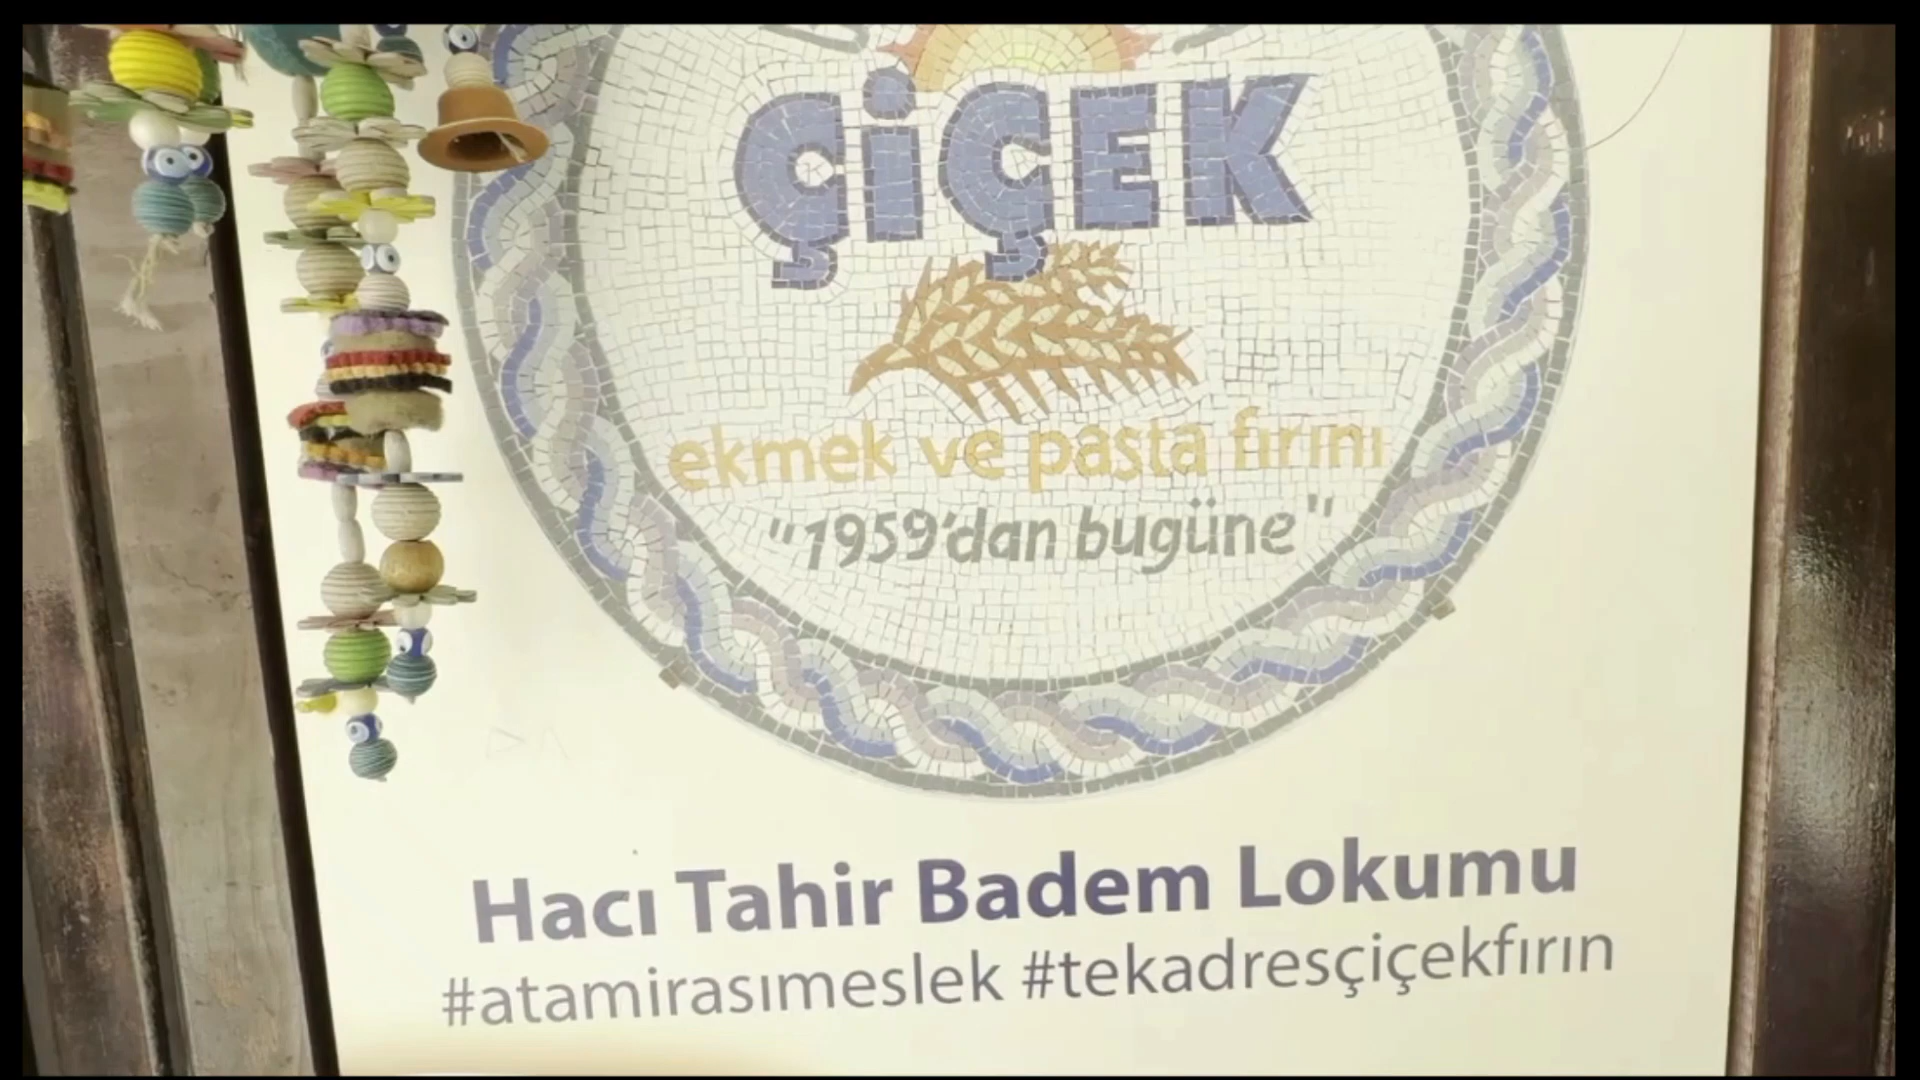 ÇİÇEK
ekmek ve pasta fırını
"1959'dan bugüne"
Hacı Tahir Badem Lokumu
#atamirasımeslek #tekadresçiçekfırın